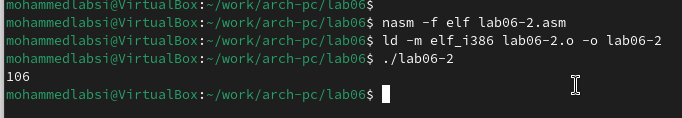 mohammedlabsi@VirtualBox:~/work/arch-pc/lab06$
mohammedlabsi@VirtualBox:~/work/arch-pc/lab06$ nasm -f elf lab06-2.asm
mohammedlabsi@VirtualBox:~/work/arch-pc/lab06$ ld -m elf_i386 lab06-2.o -o lab06-2
mohammedlabsi@VirtualBox:~/work/arch-pc/lab06$ ./lab06-2
106
mohammedlabsi@VirtualBox:~/work/arch-pc/lab06$